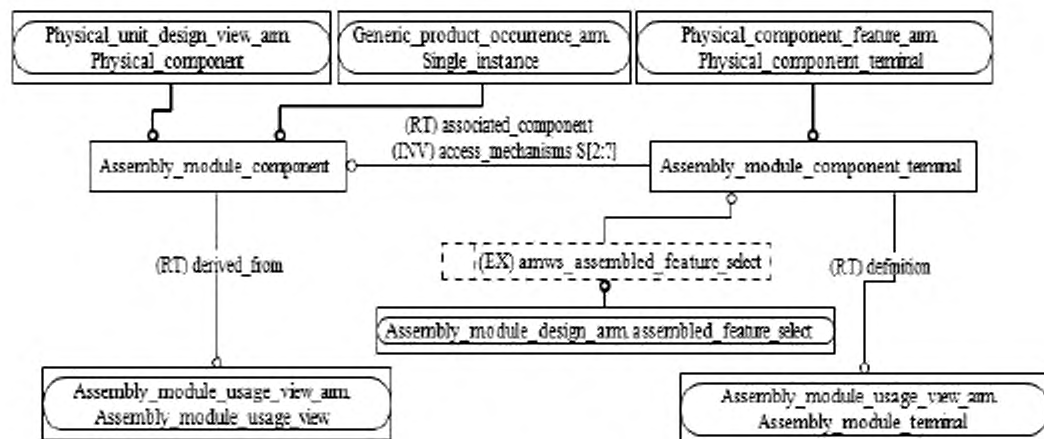 Physical_unit_design_view_arm.
Physical_component
Generic_product_occurrence_arm.
Single_instance
Physical_component_feature_arm.
Physical_component_terminal
(RT) associated_component
(INV) access_mechanisms S[2:?]
Assembly_module_component
Assembly_module_component_terminal
(RT) derived_from
(EX) amws_assembled_feature_select
(RT) definition
Assembly_module_design_arm.assembled_feature_select
Assembly_module_usage_view_arm.
Assembly_module_usage_view
Assembly_module_usage_view_arm.
Assembly_module_terminal